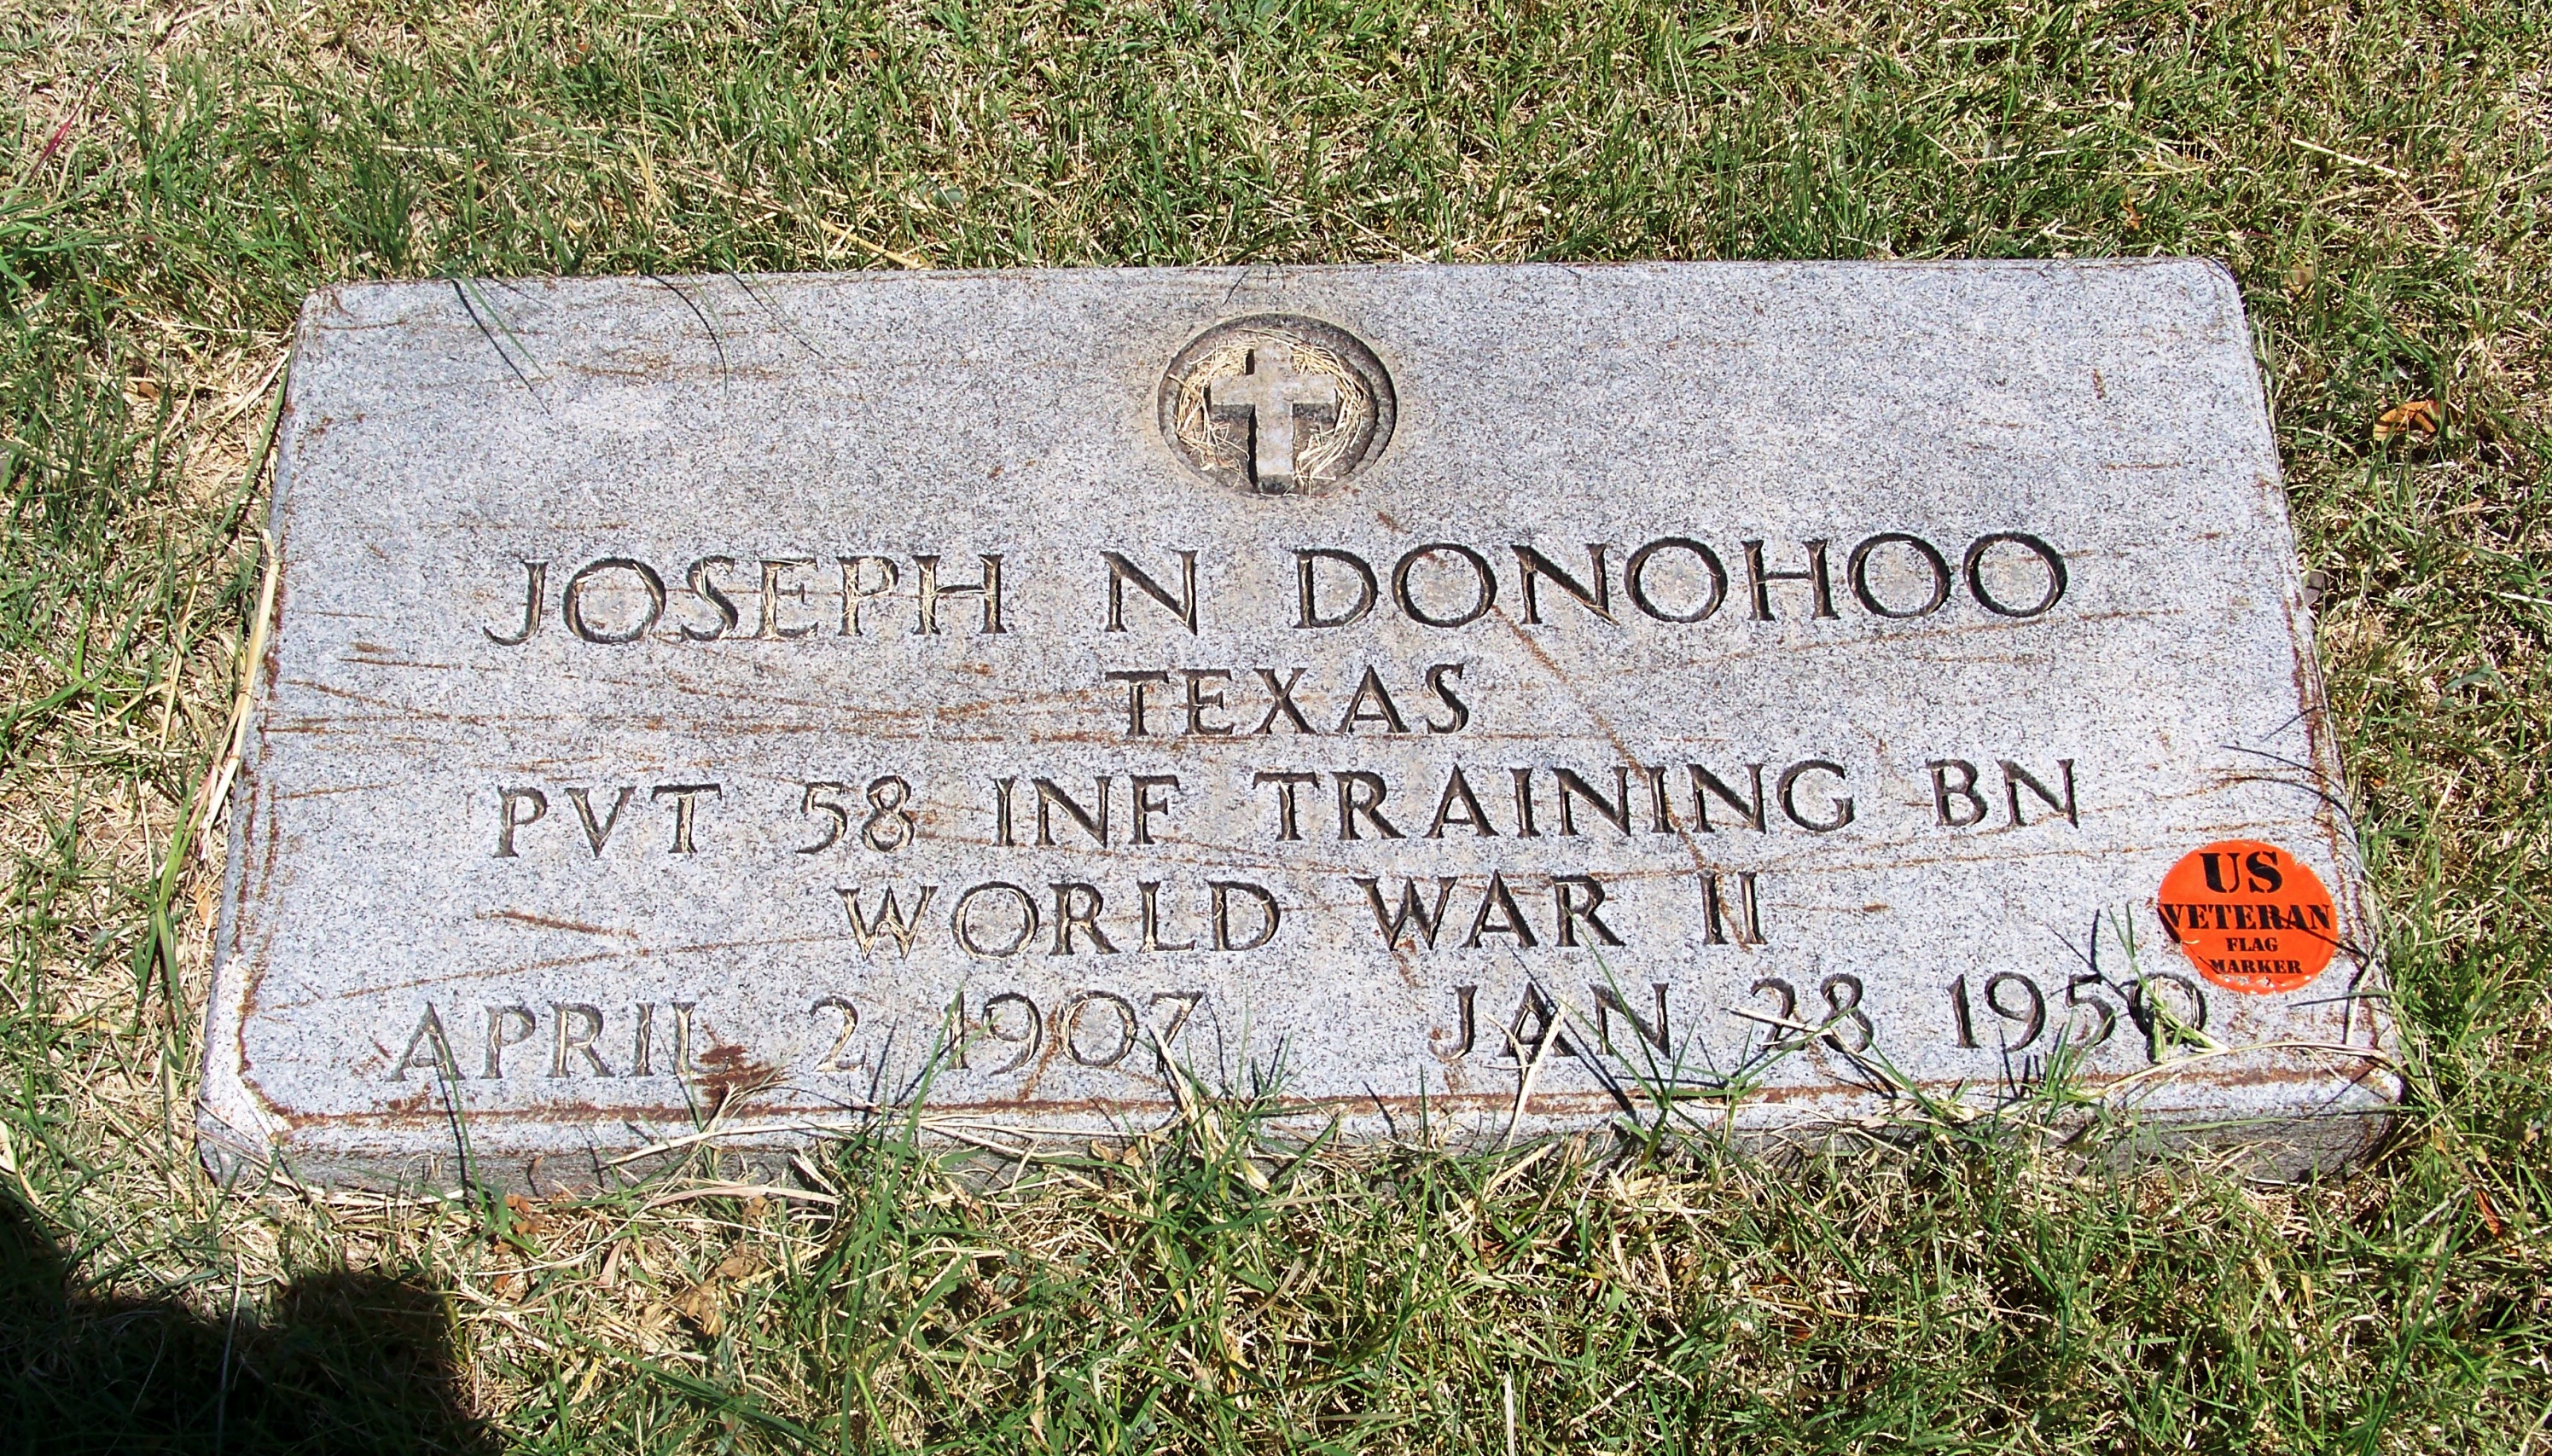 JOSEPH N DONOHOO
TEXAS
PVT 58 INF TRAINING BN
WORLD WAR II
APRIL 2 1907 JAN 28 1950
US
VETERAN
FLAG
MARKER